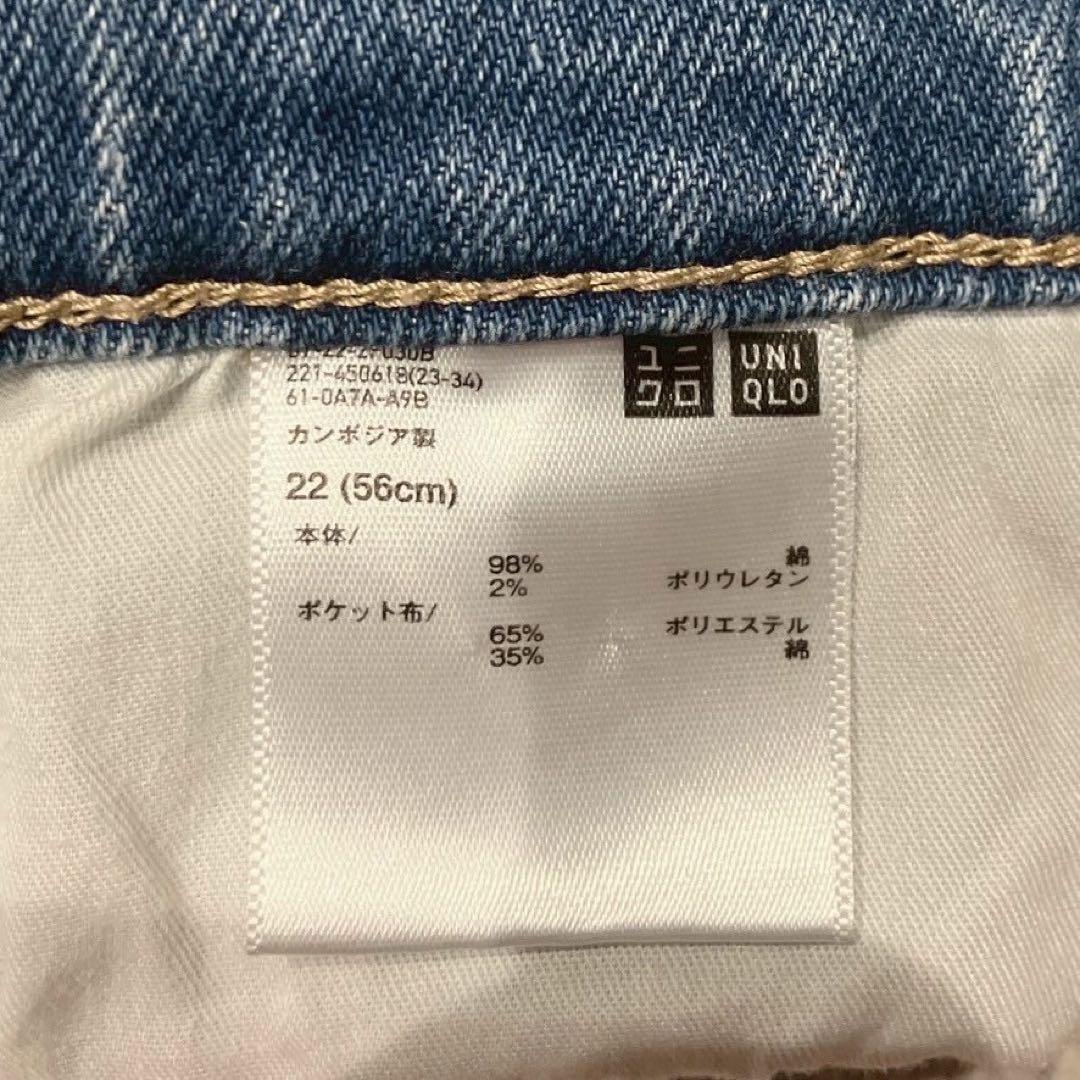 221-450618(23-34)
61-0A7A-A9B
カンボジア製
22 (56cm)
本体/
98% 綿
2% ポリウレタン
ポケット布/
65% ポリエステル
35% 綿
ユニ
クロ
UNI
QLO